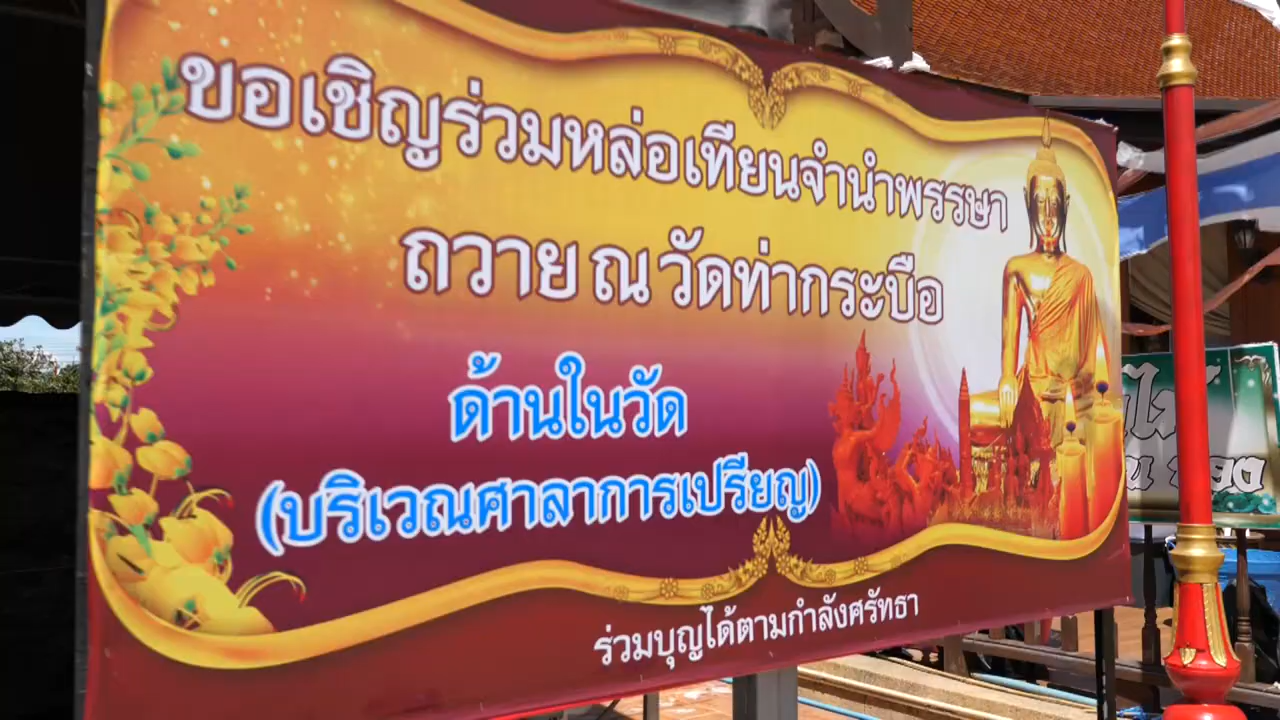 ขอเชิญร่วมหล่อเทียนจำนำพรรษา
ถวาย ณ วัดท่ากระบือ
ด้านในวัด
(บริเวณศาลาการเปรียญ)
ร่วมบุญได้ตามกำลังศรัทธา